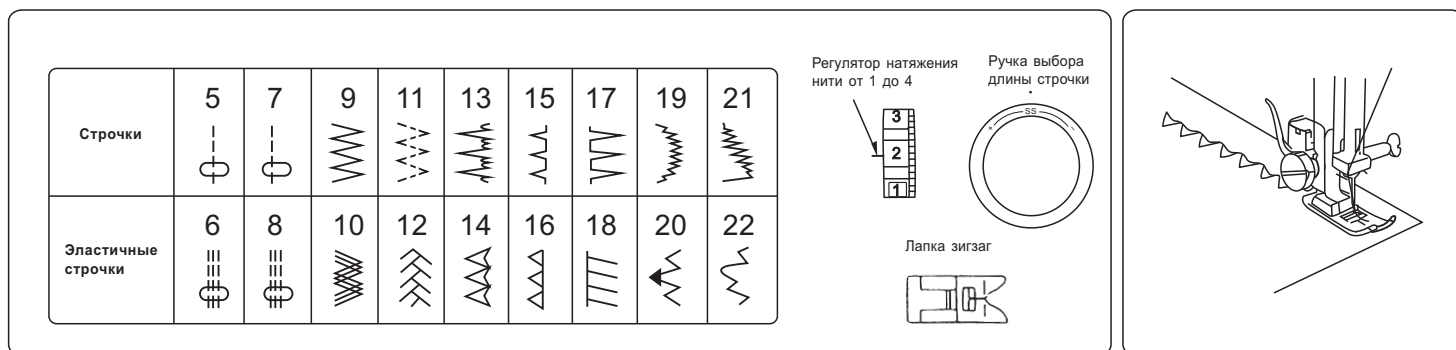 Регулятор натяжения
нити от 1 до 4
Ручка выбора
длины строчки
3
2
1
+ SS -
Строчки
5 7 9 11 13 15 17 19 21
Эластичные
строчки
6 8 10 12 14 16 18 20 22
Лапка зигзаг